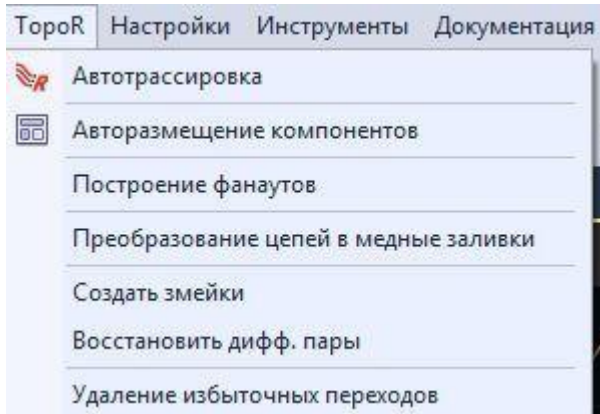 TopoR Настройки Инструменты Документация
Автотрассировка
Авторазмещение компонентов
Построение фанаутов
Преобразование цепей в медные заливки
Создать змейки
Восстановить дифф. пары
Удаление избыточных переходов